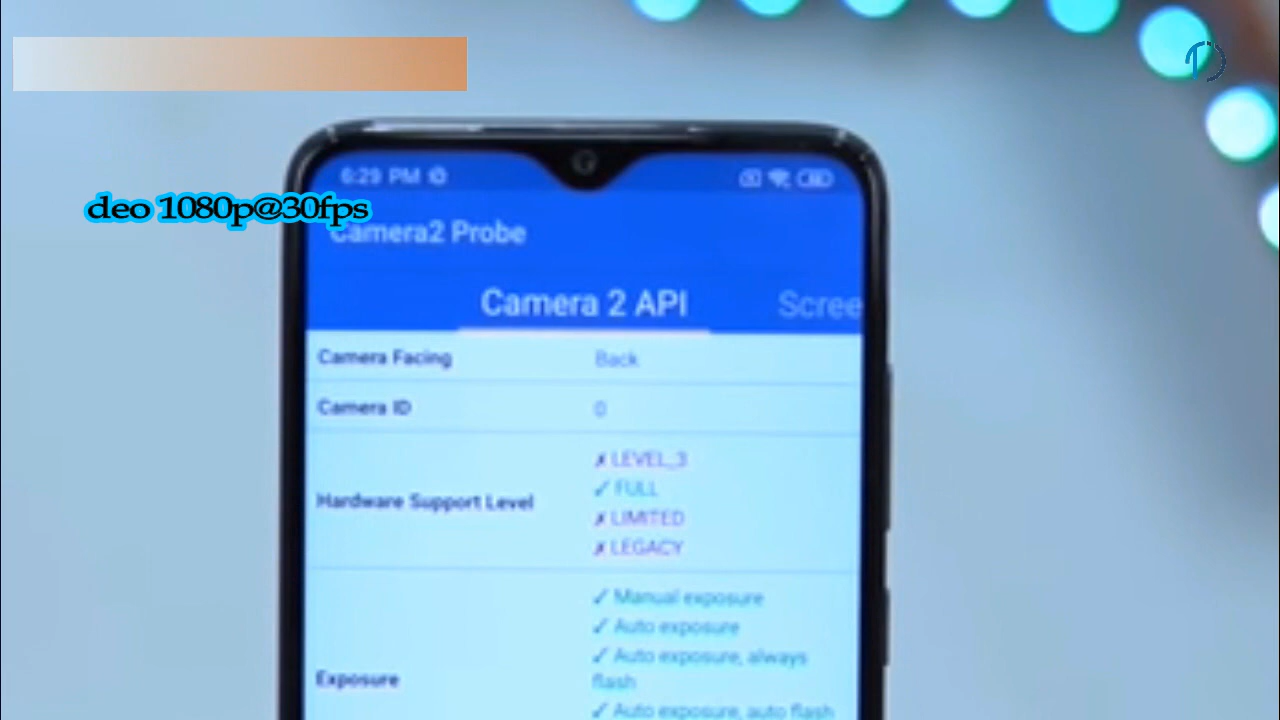 6:29 PM
deo 1080p@30fps
Camera2 Probe
Camera 2 API Scree
Camera Facing Back
Camera ID 0
Hardware Support Level
✗ LEVEL_3
✓ FULL
✗ LIMITED
✗ LEGACY
Exposure
✓ Manual exposure
✓ Auto exposure
✓ Auto exposure, always
flash
✓ Auto exposure, auto flash